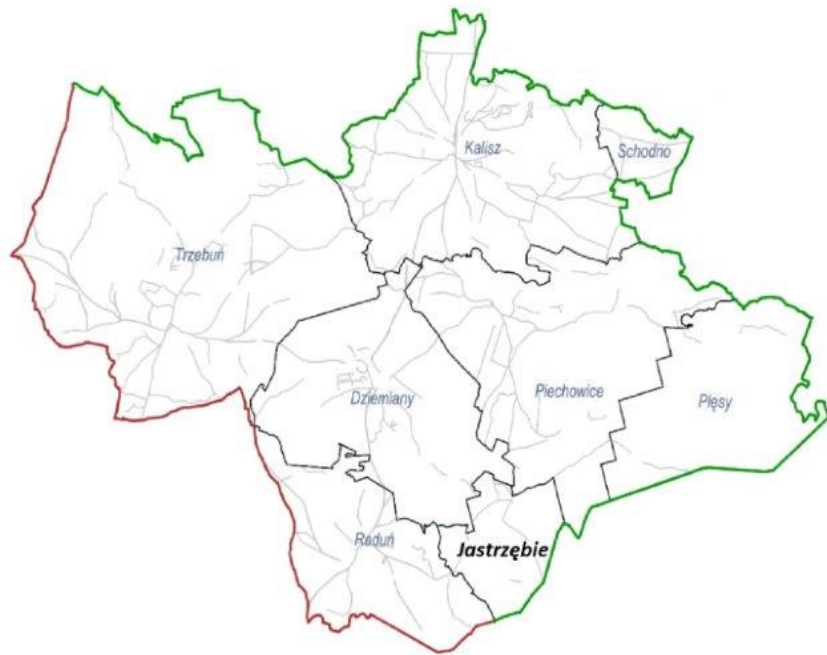 Kalisz
Schodno
Trzebuń
Dziemiany
Piechowice
Płęsy
Raduń
Jastrzębie